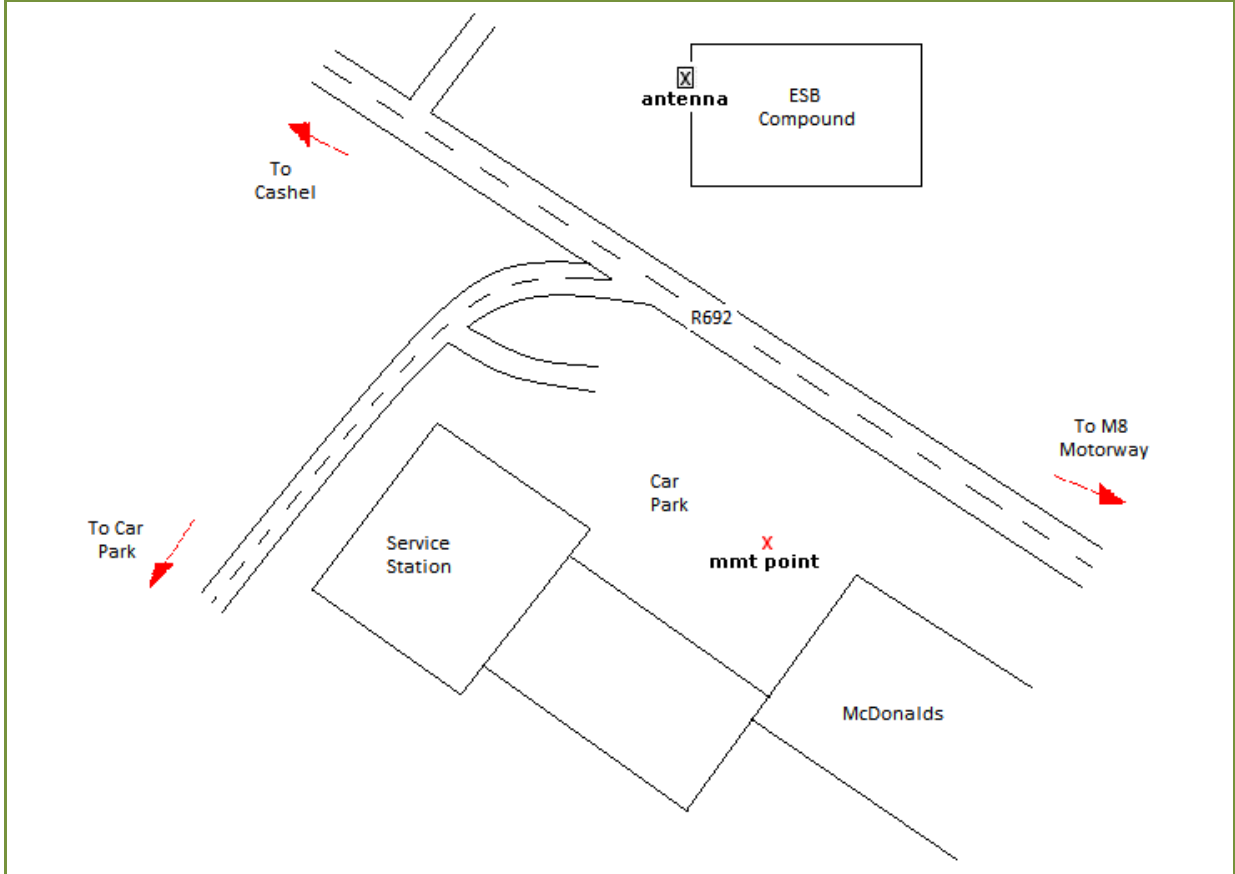 X
antenna
ESB
Compound
To
Cashel
R692
To M8
Motorway
Car
Park
To Car
Park
Service
Station
X
mmt point
McDonalds